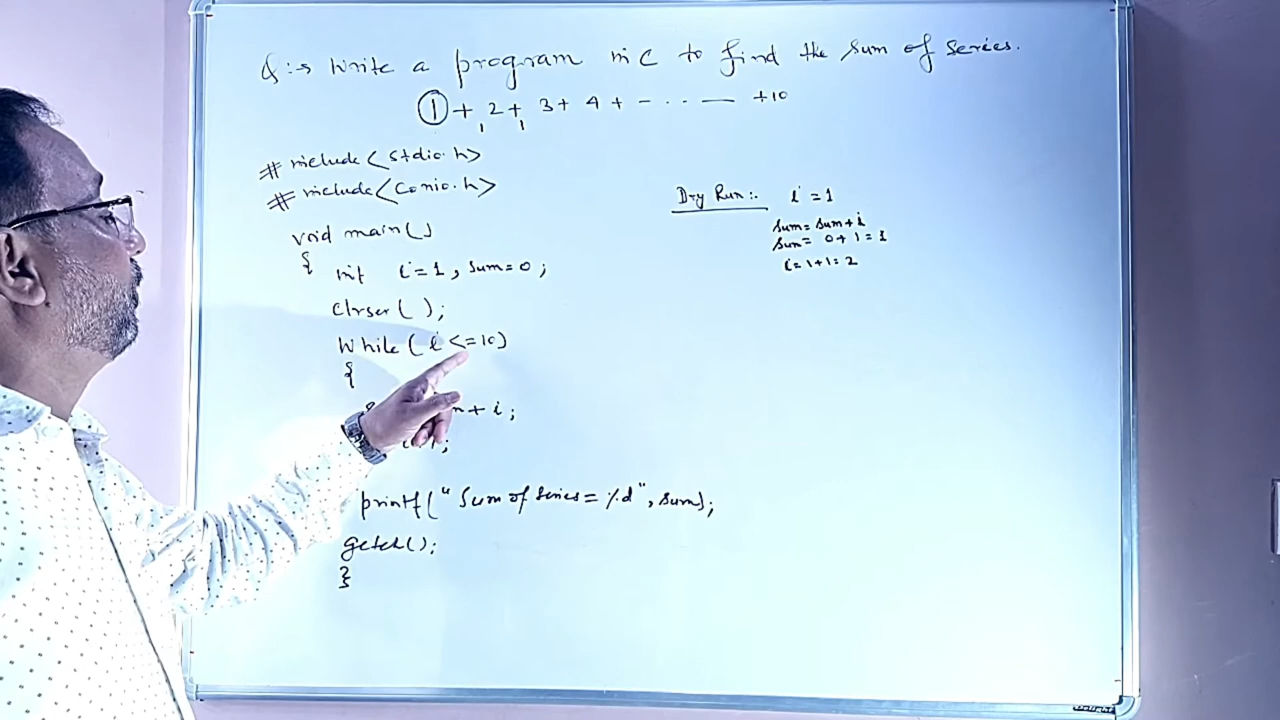 Q:→ Write a program in C to find the sum of series.
1 + 2 + 3 + 4 + - . . - — +10
1 1
# include<stdio.h>
# include<conio.h>
void main()
{
int i=1, sum=0;
clrscr( );
While( i <=10)
{
+ i;
;
printf(" Sum of Series = %d", sum);
getch();
}
Dry Run:. i = 1
Sum= Sum+i
Sum= 0+1=1
i=1+1=2